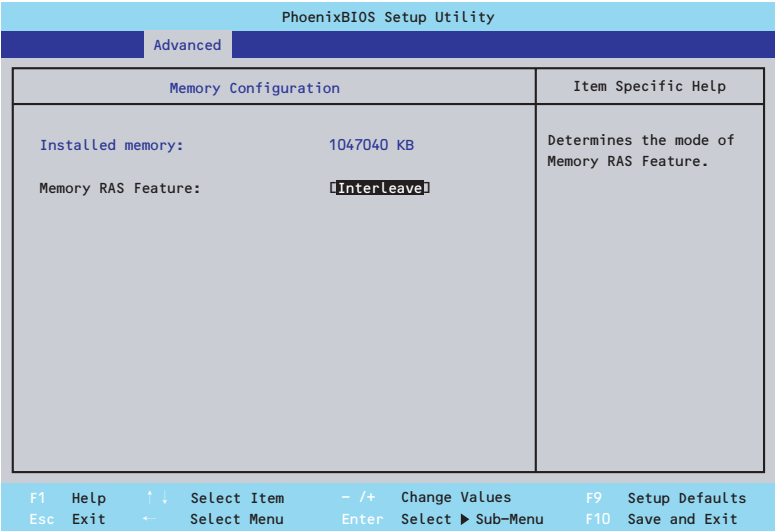 PhoenixBIOS Setup Utility
Advanced
Memory Configuration
Item Specific Help
Installed memory: 1047040 KB
Memory RAS Feature: [Interleave]
Determines the mode of
Memory RAS Feature.
F1 Help ↑ ↓ Select Item - /+ Change Values F9 Setup Defaults
Esc Exit ← Select Menu Enter Select ▶ Sub-Menu F10 Save and Exit